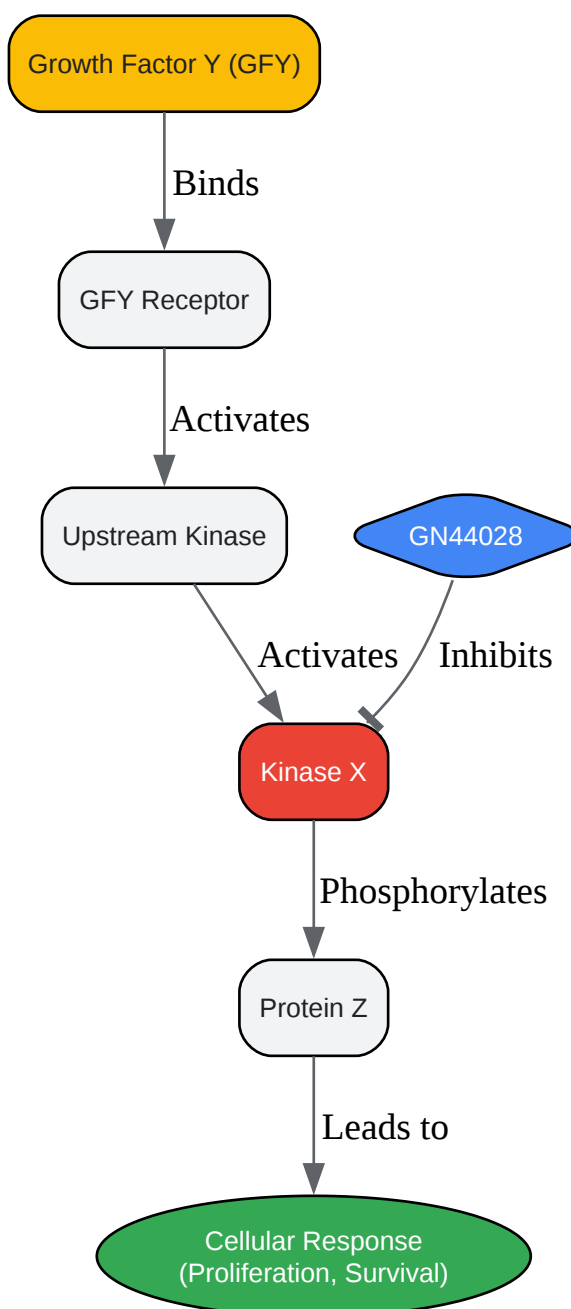 Growth Factor Y (GFY)
Binds
GFY Receptor
Activates
Upstream Kinase
GN44028
Activates
Inhibits
Kinase X
Phosphorylates
Protein Z
Leads to
Cellular Response
(Proliferation, Survival)